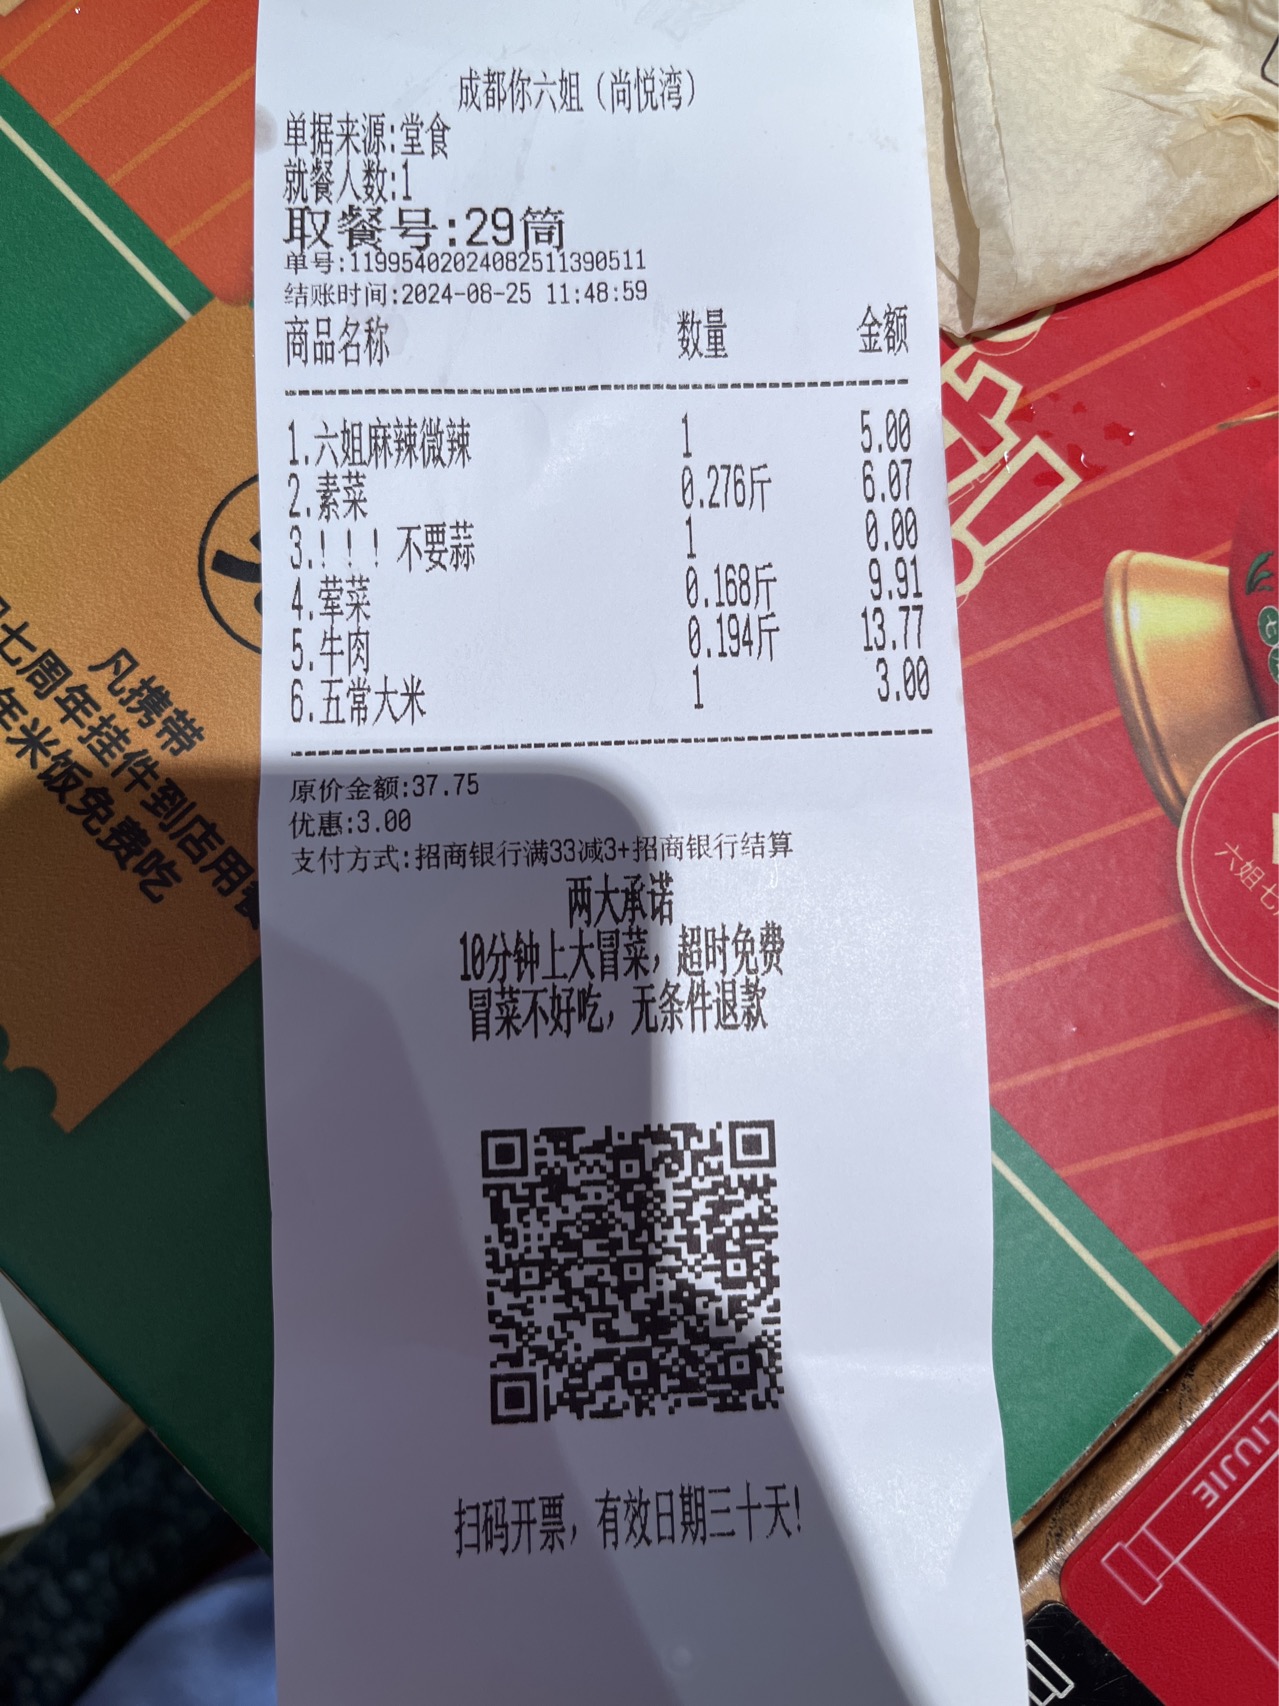 成都你六姐（尚悦湾）
单据来源:堂食
就餐人数:1
取餐号:29筒
单号:11995402024082511390511
结账时间:2024-08-25 11:48:59
商品名称 数量 金额
1.六姐麻辣微辣 1 5.00
2.素菜 0.276斤 6.07
3.！！！不要蒜 1 0.00
4.荤菜 0.168斤 9.91
5.牛肉 0.194斤 13.77
6.五常大米 1 3.00
原价金额:37.75
优惠:3.00
支付方式:招商银行满33减3+招商银行结算
两大承诺
10分钟上大冒菜，超时免费
冒菜不好吃，无条件退款
扫码开票，有效日期三十天!
凡携带
七周年挂件到店用
年米饭免费吃
六姐七
LIUJIE